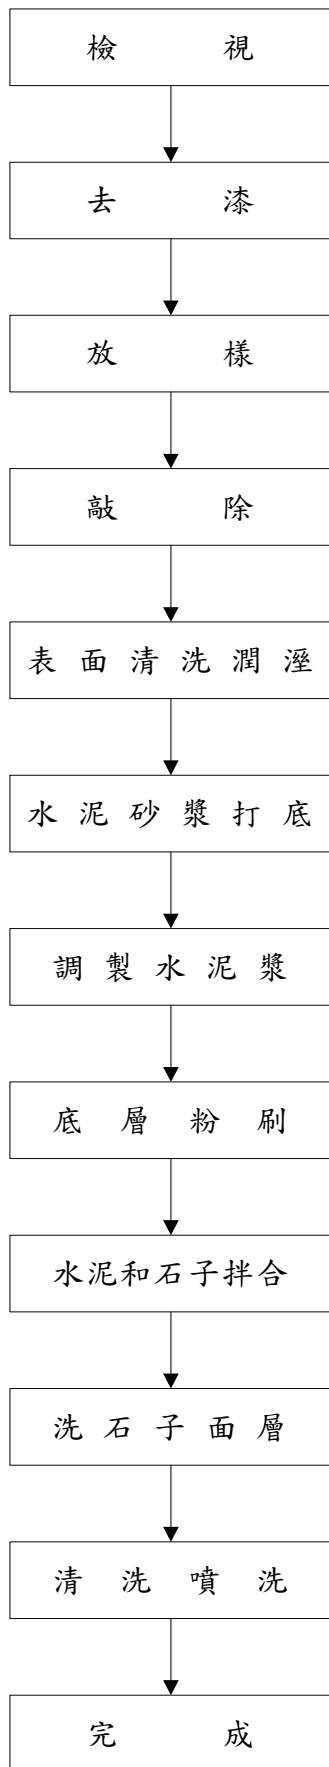 檢視
去漆
放樣
敲除
表面清洗潤溼
水泥砂漿打底
調製水泥漿
底層粉刷
水泥和石子拌合
洗石子面層
清洗噴洗
完成